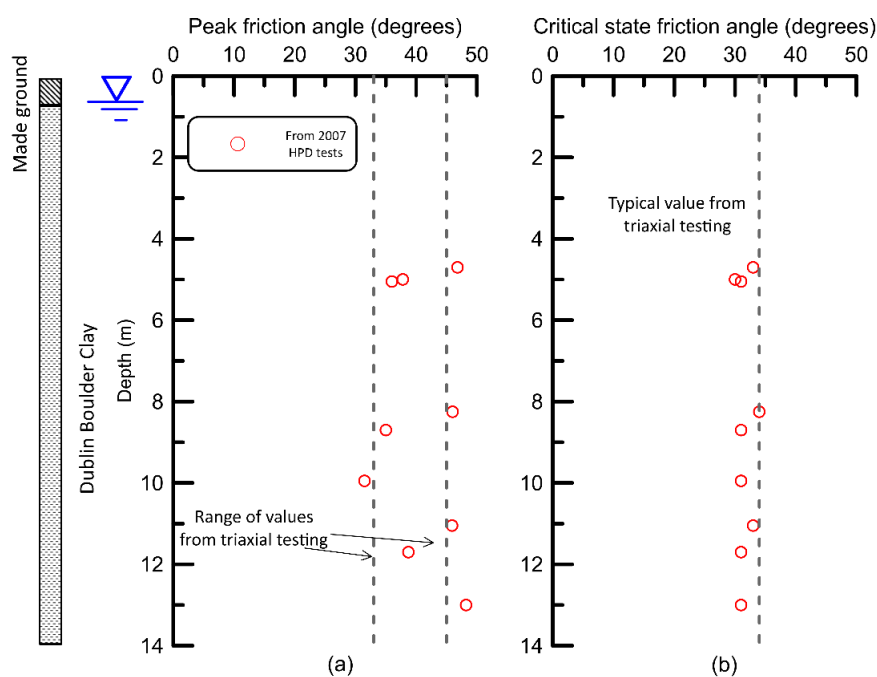 Peak friction angle (degrees)
Critical state friction angle (degrees)
0 10 20 30 40 50
0 10 20 30 40 50
Made ground
Dublin Boulder Clay
Depth (m)
0
2
4
6
8
10
12
14
From 2007
HPD tests
Range of values
from triaxial testing
(a)
0
2
4
6
8
10
12
14
Typical value from
triaxial testing
(b)